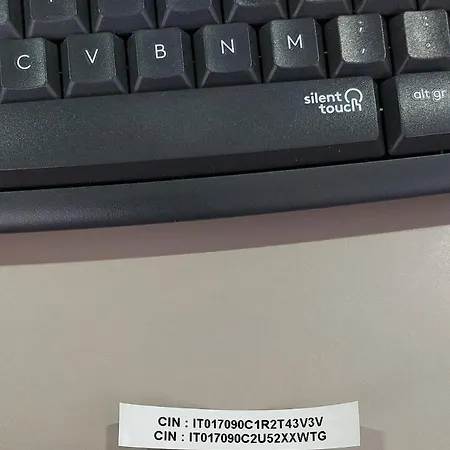 C V B N M ; , : .
silent
touch
alt gr
CIN : IT017090C1R2T43V3V
CIN : IT017090C2U52XXWTG